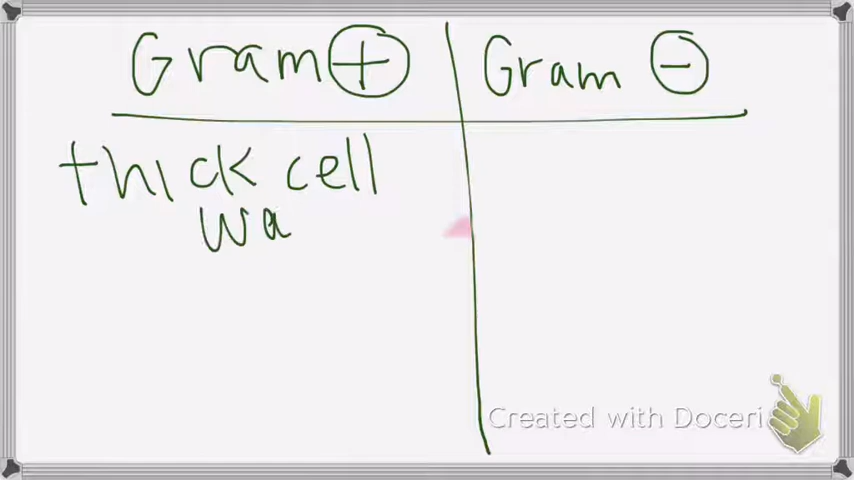 Gram + Gram -
thick cell
wa
Created with Doceri